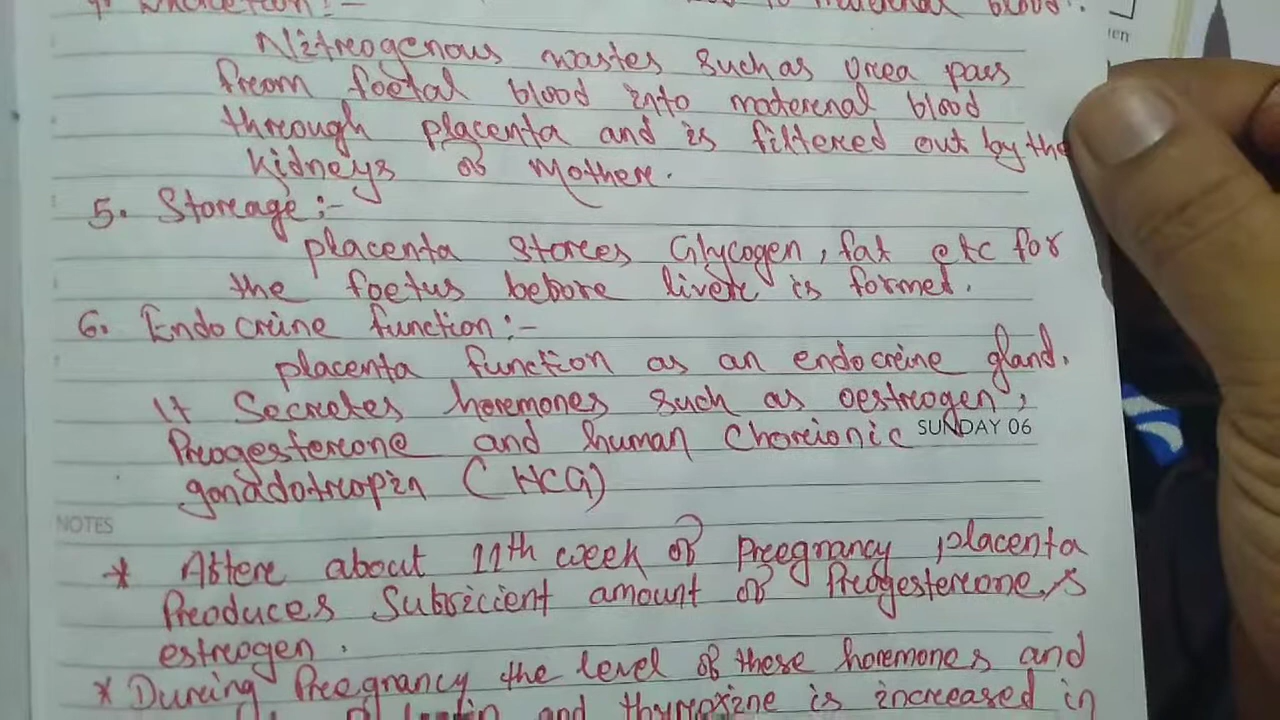 maternal blood.
Nitreogenous wastes such as Urea pass
from foetal blood into maternal blood
through placenta and is filtered out by the
kidneys of Mother.
5. Storage :-
placenta stores Glycogen, fat etc for
the foetus before liver is formed.
6. Endocrine function :-
placenta function as an endocrine gland.
It Secretes hormones such as oestrogen,
Progesterone and human Chorionic SUNDAY 06
gonadotropin (HCG)
NOTES
* After about 11th week of Pregnancy, placenta
Produces Sufficient amount of Progesterone &
estrogen.
* During Pregnancy the level of these hormones and
and thyroxine is increased in